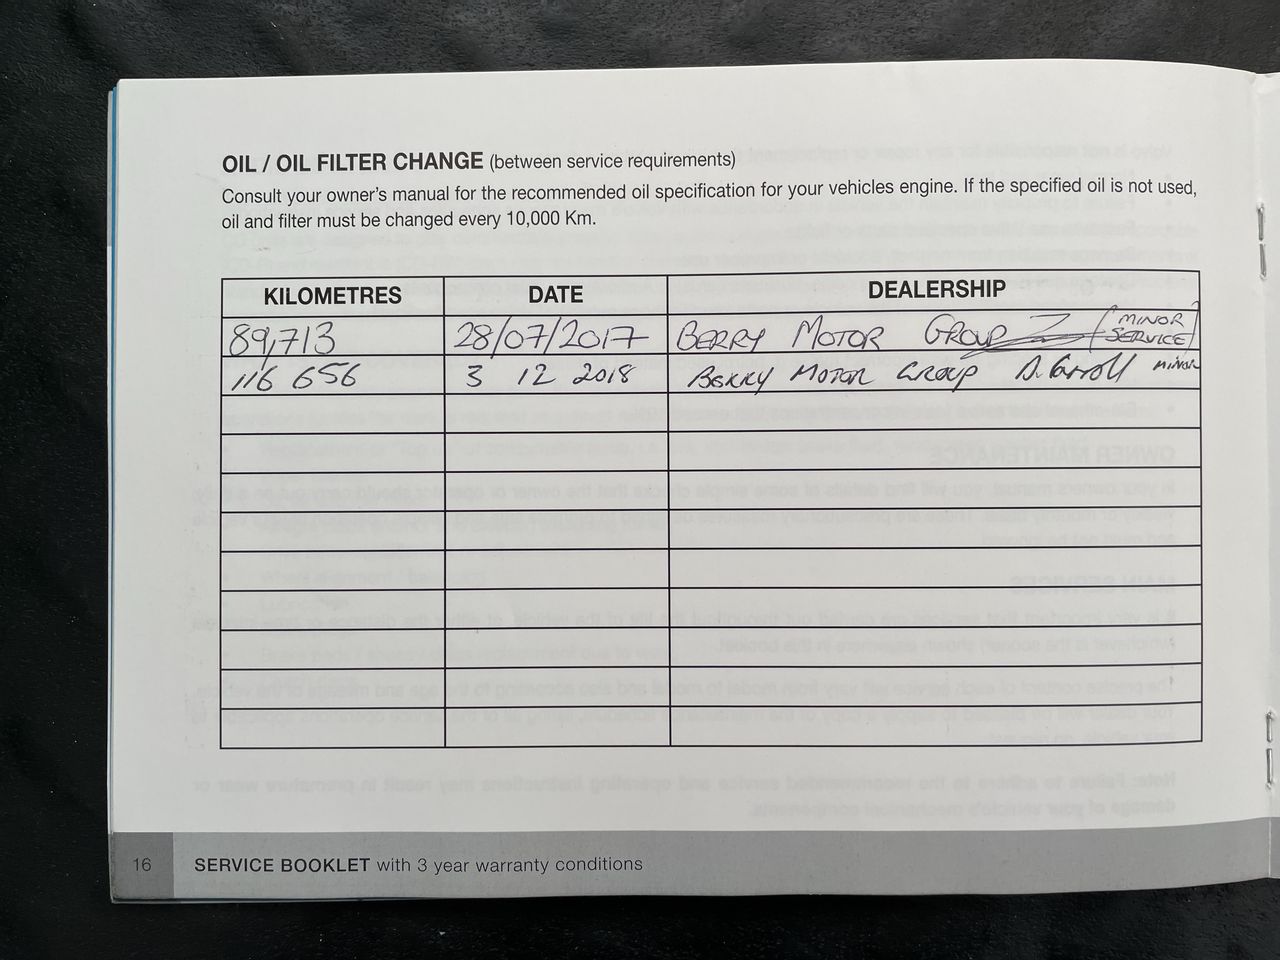 OIL / OIL FILTER CHANGE (between service requirements)
Consult your owner's manual for the recommended oil specification for your vehicles engine. If the specified oil is not used,
oil and filter must be changed every 10,000 Km.
KILOMETRES DATE DEALERSHIP
89,713 28/07/2017 BERRY MOTOR GROUP (MINOR SERVICE)
116 656 3 12 2018 BERRY MOTOR GROUP D. Carroll MINOR
16 SERVICE BOOKLET with 3 year warranty conditions